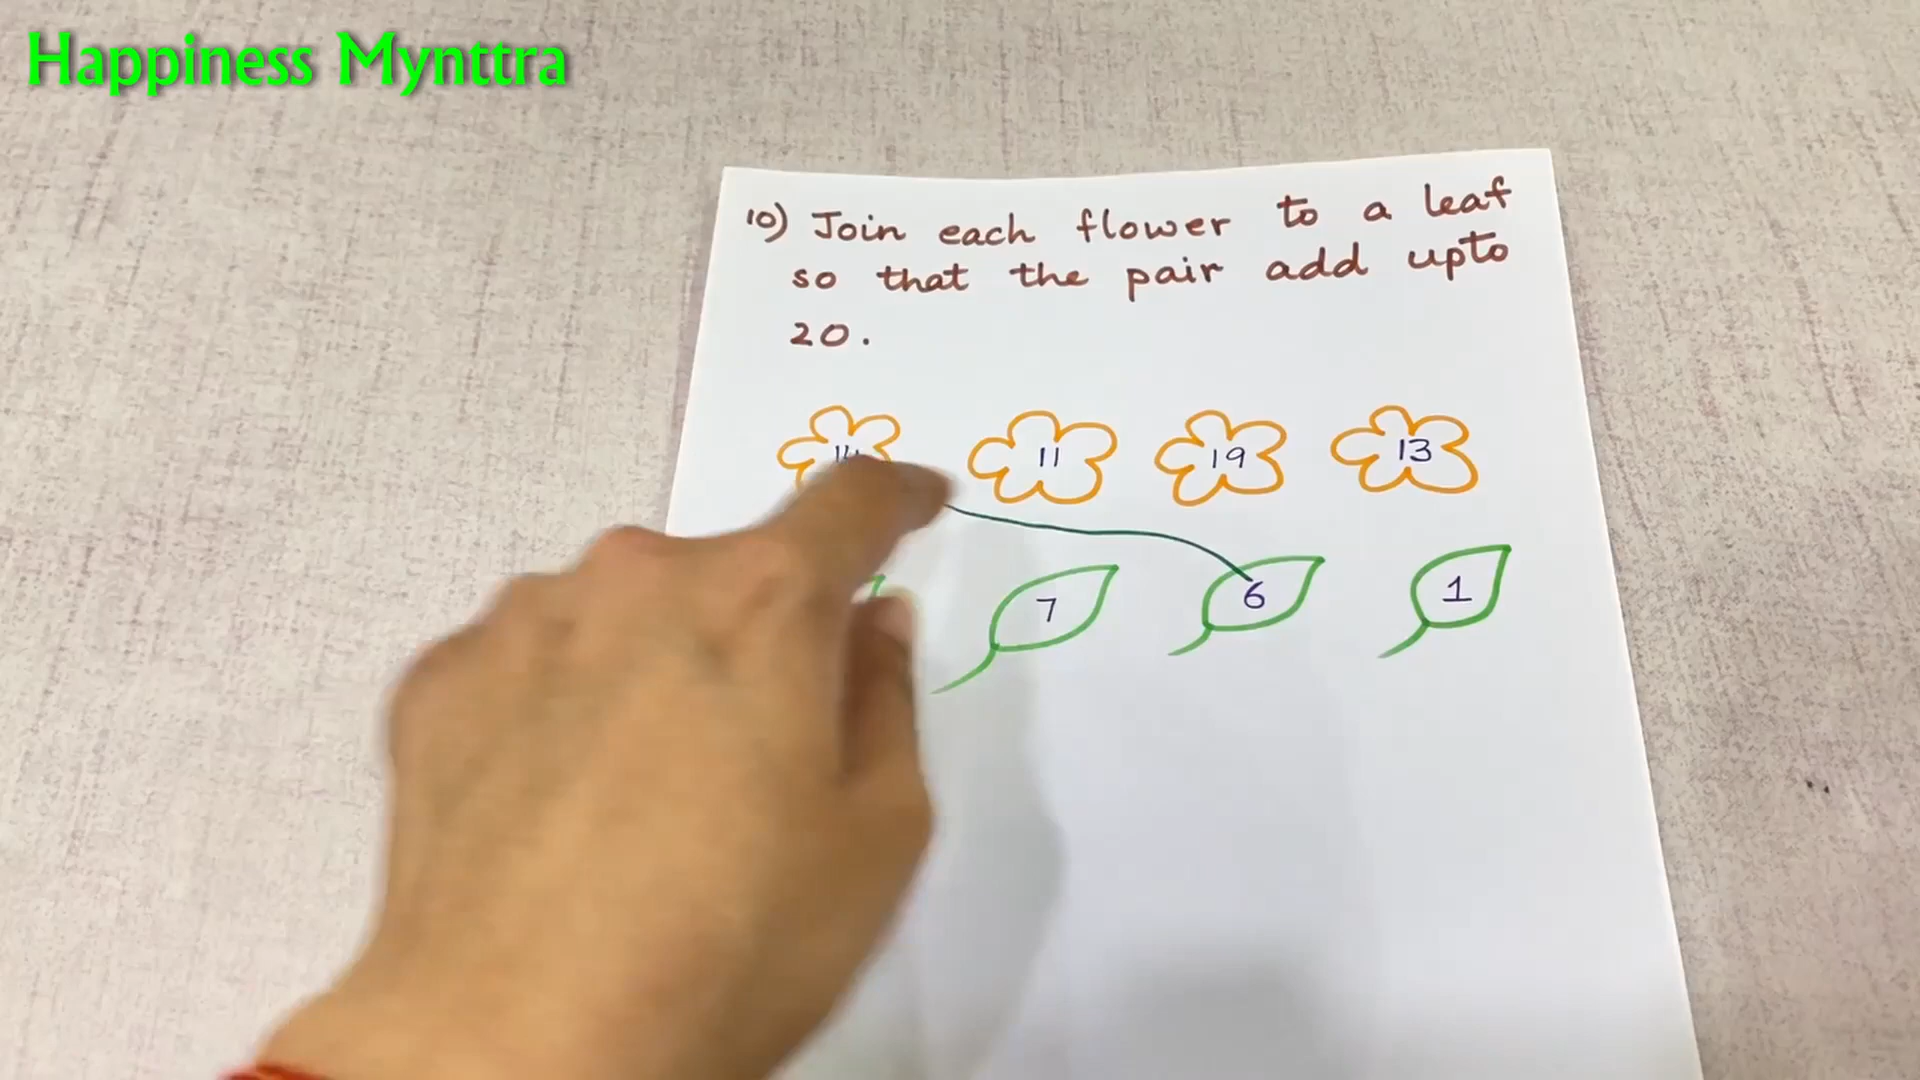 Happiness Mynttra
10) Join each flower to a leaf
so that the pair add upto
20.
14 11 19 13
7 6 1